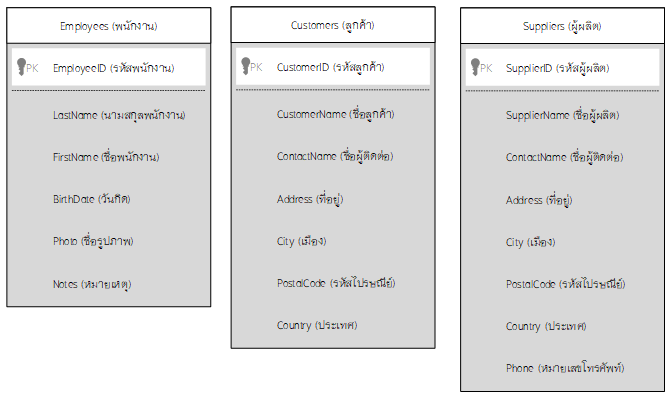 Employees (พนักงาน)
PK EmployeeID (รหัสพนักงาน)
LastName (นามสกุลพนักงาน)
FirstName (ชื่อพนักงาน)
BirthDate (วันกิด)
Photo (ชื่อรูปภาพ)
Notes (หมายเหตุ)
Customers (ลูกค้า)
PK CustomerID (รหัสลูกค้า)
CustomerName (ชื่อลูกค้า)
ContactName (ชื่อผู้ติดต่อ)
Address (ที่อยู่)
City (เมือง)
PostalCode (รหัสไปรษณีย์)
Country (ประเทศ)
Suppliers (ผู้ผลิต)
PK SupplierID (รหัสผู้ผลิต)
SupplierName (ชื่อผู้ผลิต)
ContactName (ชื่อผู้ติดต่อ)
Address (ที่อยู่)
City (เมือง)
PostalCode (รหัสไปรษณีย์)
Country (ประเทศ)
Phone (หมายเลขโทรศัพท์)